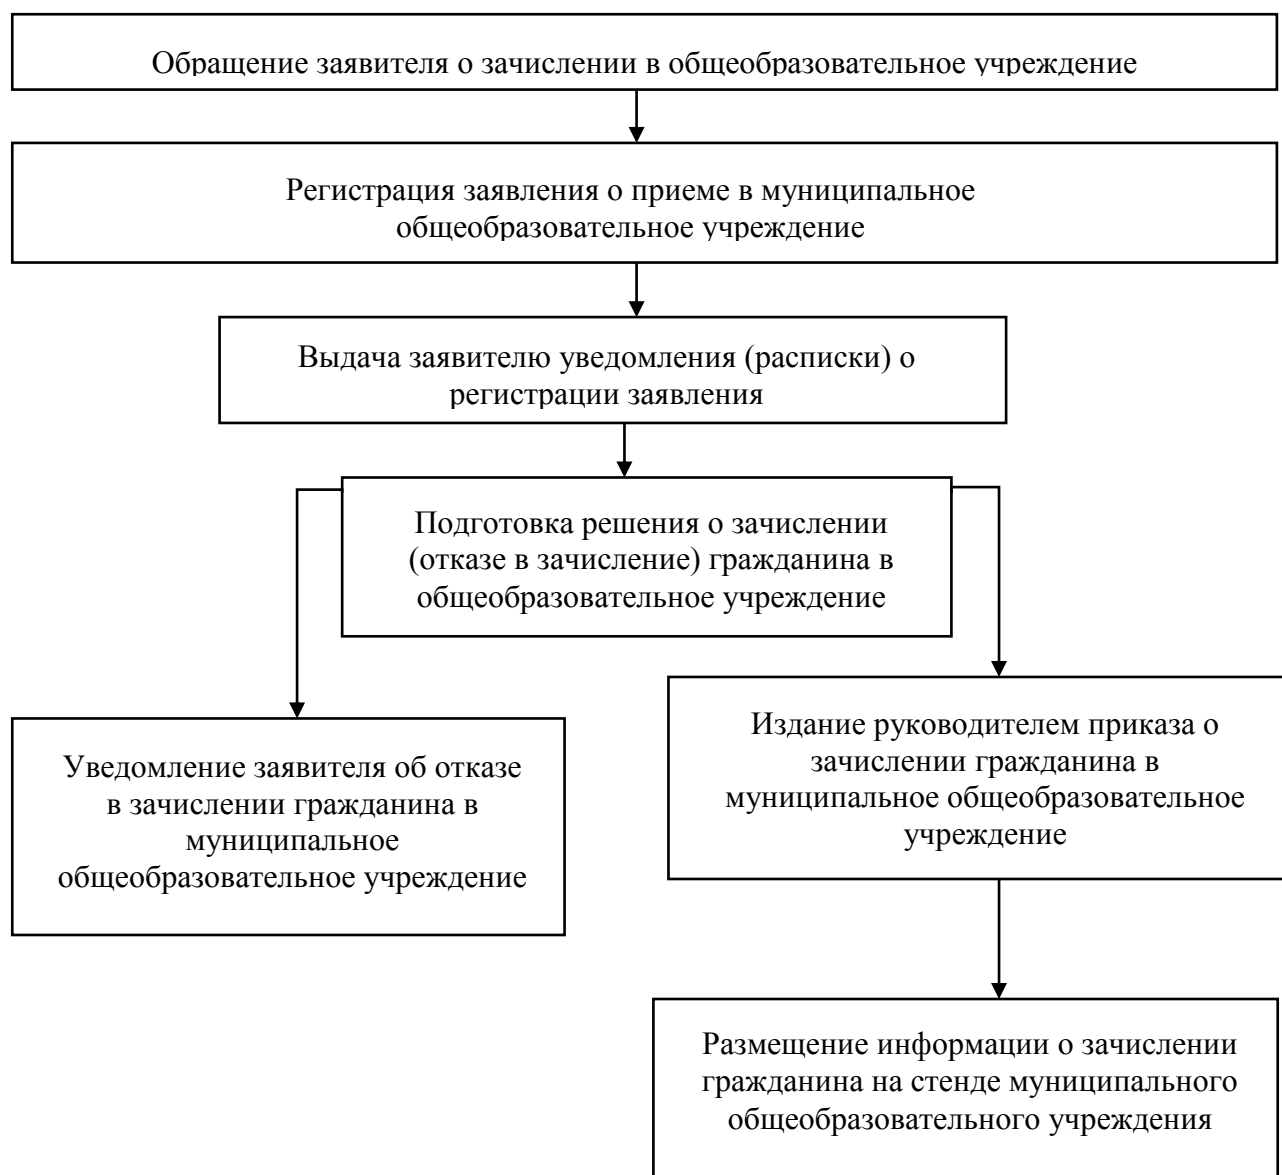 Обращение заявителя о зачислении в общеобразовательное учреждение
Регистрация заявления о приеме в муниципальное
общеобразовательное учреждение
Выдача заявителю уведомления (расписки) о
регистрации заявления
Подготовка решения о зачислении
(отказе в зачисление) гражданина в
общеобразовательное учреждение
Уведомление заявителя об отказе
в зачислении гражданина в
муниципальное
общеобразовательное учреждение
Издание руководителем приказа о
зачислении гражданина в
муниципальное общеобразовательное
учреждение
Размещение информации о зачислении
гражданина на стенде муниципального
общеобразовательного учреждения